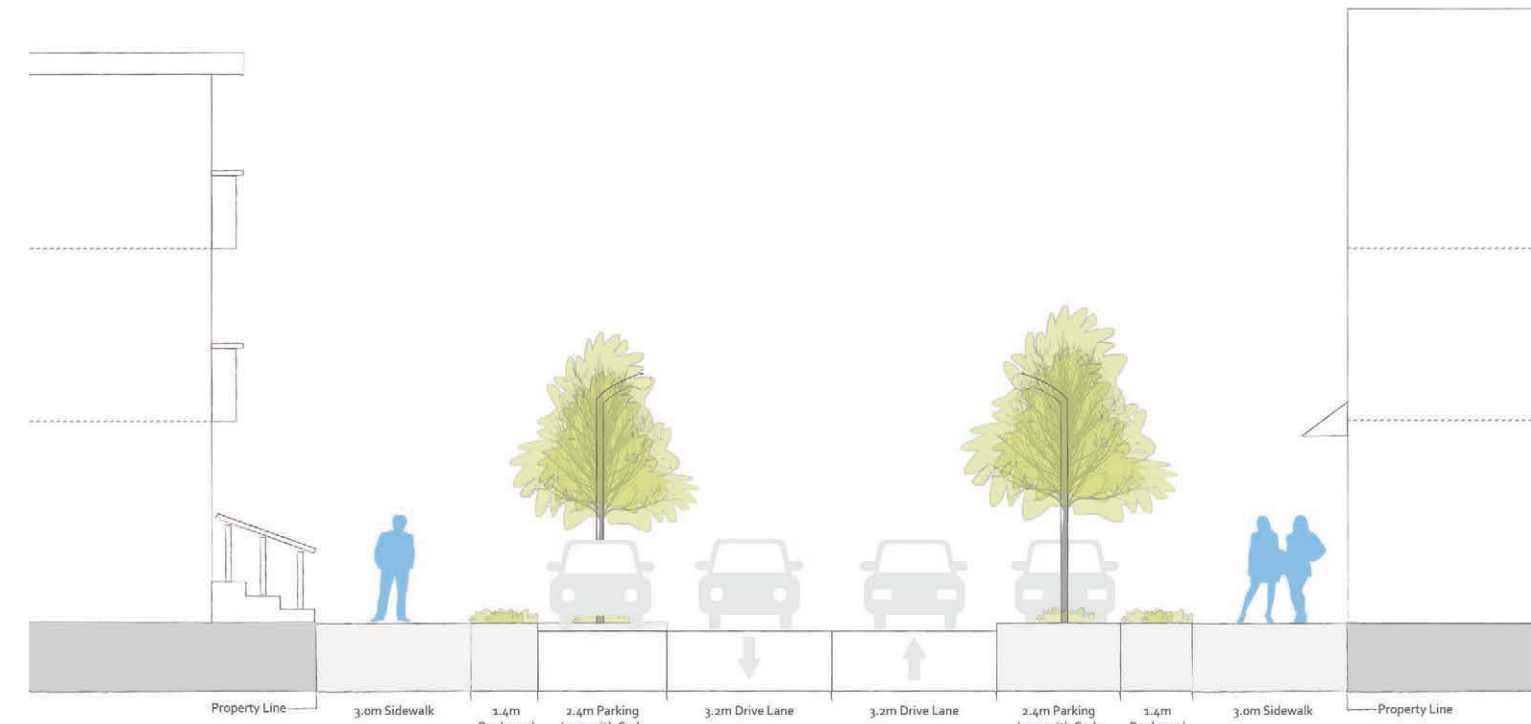 Property Line
3.0m Sidewalk
1.4m
2.4m Parking
3.2m Drive Lane
3.2m Drive Lane
2.4m Parking
1.4m
3.0m Sidewalk
Property Line